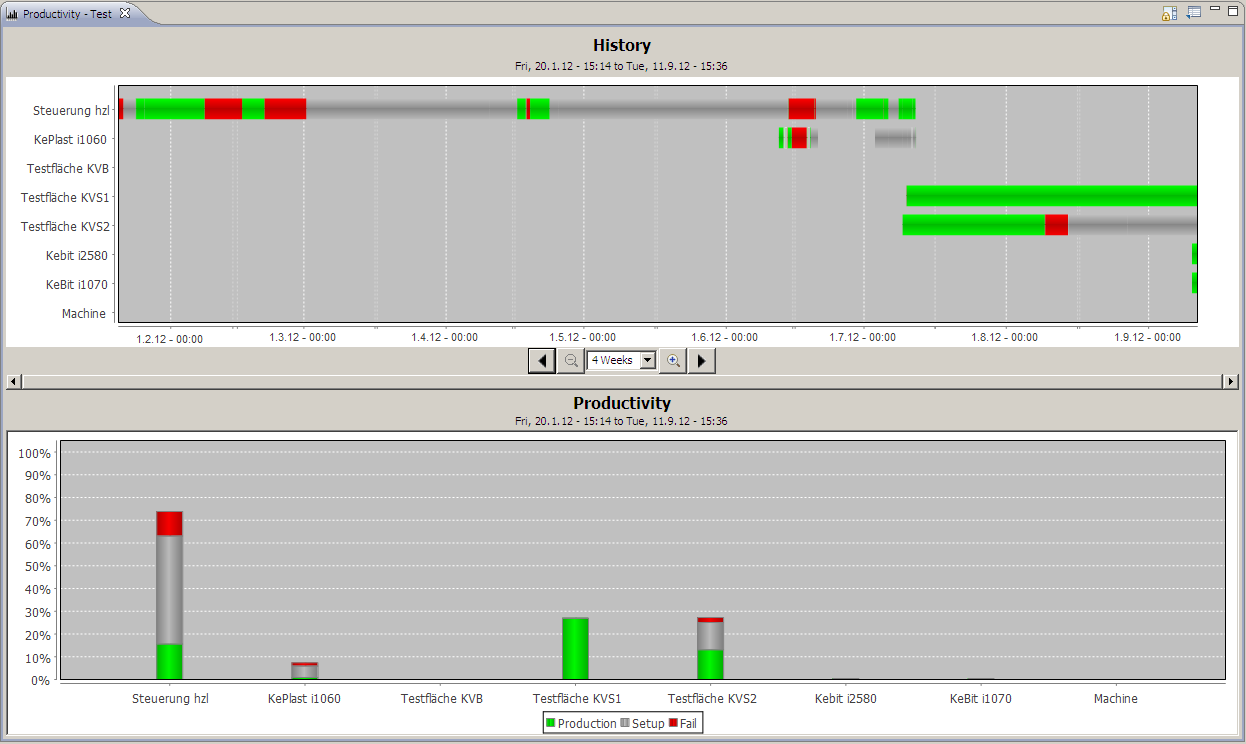 Productivity - Test
History
Fri, 20.1.12 - 15:14 to Tue, 11.9.12 - 15:36
Steuerung hzl
KePlast i1060
Testfläche KVB
Testfläche KVS1
Testfläche KVS2
Kebit i2580
KeBit i1070
Machine
1.2.12 - 00:00 1.3.12 - 00:00 1.4.12 - 00:00 1.5.12 - 00:00 1.6.12 - 00:00 1.7.12 - 00:00 1.8.12 - 00:00 1.9.12 - 00:00
4 Weeks
Productivity
Fri, 20.1.12 - 15:14 to Tue, 11.9.12 - 15:36
100%
90%
80%
70%
60%
50%
40%
30%
20%
10%
0%
Steuerung hzl KePlast i1060 Testfläche KVB Testfläche KVS1 Testfläche KVS2 Kebit i2580 KeBit i1070 Machine
Production Setup Fail